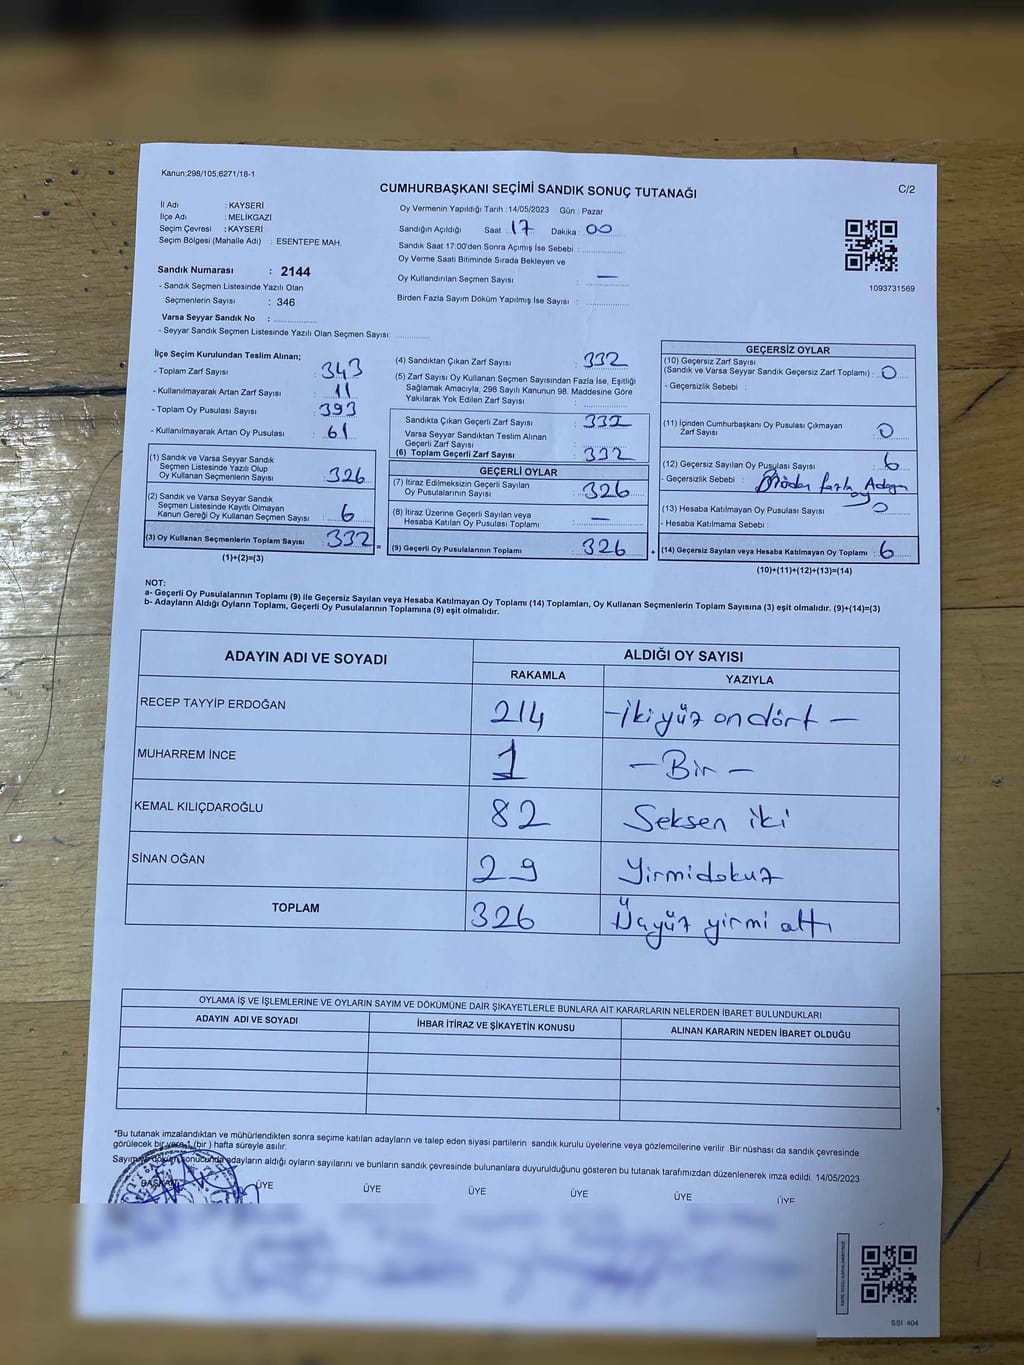 Kanun;298/105,6271/18-1
CUMHURBAŞKANI SEÇİMİ SANDIK SONUÇ TUTANAĞI
C/2
İl Adı : KAYSERİ
İlçe Adı : MELİKGAZİ
Seçim Çevresi : KAYSERİ
Seçim Bölgesi (Mahalle Adı) : ESENTEPE MAH.
Sandık Numarası : 2144
- Sandık Seçmen Listesinde Yazılı Olan
Seçmenlerin Sayısı : 346
Varsa Seyyar Sandık No :
- Seyyar Sandık Seçmen Listesinde Yazılı Olan Seçmen Sayısı:
Oy Vermenin Yapıldığı Tarih : 14/05/2023 Gün : Pazar
Sandığın Açıldığı Saat : 17 Dakika : 00
Sandık Saat 17:00'den Sonra Açımış İse Sebebi :
Oy Verme Saati Bitiminde Sırada Bekleyen ve
Oy Kullandırılan Seçmen Sayısı : —
Birden Fazla Sayım Döküm Yapılmış İse Sayısı :
1093731569
İlçe Seçim Kurulundan Teslim Alınan;
- Toplam Zarf Sayısı : 343
- Kullanılmayarak Artan Zarf Sayısı : 11
- Toplam Oy Pusulası Sayısı : 393
- Kullanılmayarak Artan Oy Pusulası : 61
(1) Sandık ve Varsa Seyyar Sandık
Seçmen Listesinde Yazılı Olup
Oy Kullanan Seçmenlerin Sayısı : 326
(2) Sandık ve Varsa Seyyar Sandık
Seçmen Listesinde Kayıtlı Olmayan
Kanun Gereği Oy Kullanan Seçmen Sayısı : 6
(3) Oy Kullanan Seçmenlerin Toplam Sayısı : 332
(1)+(2)=(3)
=
(4) Sandıktan Çıkan Zarf Sayısı : 332
(5) Zarf Sayısı Oy Kullanan Seçmen Sayısından Fazla İse, Eşitliği
Sağlamak Amacıyla, 298 Sayılı Kanunun 98. Maddesine Göre
Yakılarak Yok Edilen Zarf Sayısı :
Sandıkta Çıkan Geçerli Zarf Sayısı : 332
Varsa Seyyar Sandıktan Teslim Alınan
Geçerli Zarf Sayısı :
(6) Toplam Geçerli Zarf Sayısı : 332
GEÇERLİ OYLAR
(7) İtiraz Edilmeksizin Geçerli Sayılan
Oy Pusulalarının Sayısı : 326
(8) İtiraz Üzerine Geçerli Sayılan veya
Hesaba Katılan Oy Pusulası Toplamı : —
(9) Geçerli Oy Pusulalarının Toplamı : 326
+
GEÇERSİZ OYLAR
(10) Geçersiz Zarf Sayısı
(Sandık ve Varsa Seyyar Sandık Geçersiz Zarf Toplamı) : 0
- Geçersizlik Sebebi :
(11) İçinden Cumhurbaşkanı Oy Pusulası Çıkmayan
Zarf Sayısı : 0
(12) Geçersiz Sayılan Oy Pusulası Sayısı : 6
- Geçersizlik Sebebi : Birden fazla Adaya
oy
(13) Hesaba Katılmayan Oy Pusulası Sayısı : 0
- Hesaba Katılmama Sebebi :
(14) Geçersiz Sayılan veya Hesaba Katılmayan Oy Toplamı : 6
(10)+(11)+(12)+(13)=(14)
NOT:
a- Geçerli Oy Pusulalarının Toplamı (9) ile Geçersiz Sayılan veya Hesaba Katılmayan Oy Toplamı (14) Toplamları, Oy Kullanan Seçmenlerin Toplam Sayısına (3) eşit olmalıdır. (9)+(14)=(3)
b- Adayların Aldığı Oyların Toplamı, Geçerli Oy Pusulalarının Toplamına (9) eşit olmalıdır.
ADAYIN ADI VE SOYADI
ALDIĞI OY SAYISI
RAKAMLA YAZIYLA
RECEP TAYYİP ERDOĞAN 214 -iki yüz on dört -
MUHARREM İNCE 1 - Bir -
KEMAL KILIÇDAROĞLU 82 Seksen iki
SİNAN OĞAN 29 Yirmidokuz
TOPLAM 326 Üçyüz yirmi altı
OYLAMA İŞ VE İŞLEMLERİNE VE OYLARIN SAYIM VE DÖKÜMÜNE DAİR ŞİKAYETLERLE BUNLARA AİT KARARLARIN NELERDEN İBARET BULUNDUKLARI
ADAYIN ADI VE SOYADI İHBAR İTİRAZ VE ŞİKAYETİN KONUSU ALINAN KARARIN NEDEN İBARET OLDUĞU
*Bu tutanak imzalandıktan ve mühürlendikten sonra seçime katılan adayların ve talep eden siyasi partilerin sandık kurulu üyelerine veya gözlemcilerine verilir. Bir nüshası da sandık çevresinde
görülecek bir yere 1 (bir ) hafta süreyle asılır.
Sayım ve döküm sonucunda adayların aldığı oyların sayılarını ve bunların sandık çevresinde bulunanlara duyurulduğunu gösteren bu tutanak tarafımızdan düzenlenerek imza edildi. 14/05/2023
BAŞKAN ÜYE ÜYE ÜYE ÜYE ÜYE ÜYE
SSI 404